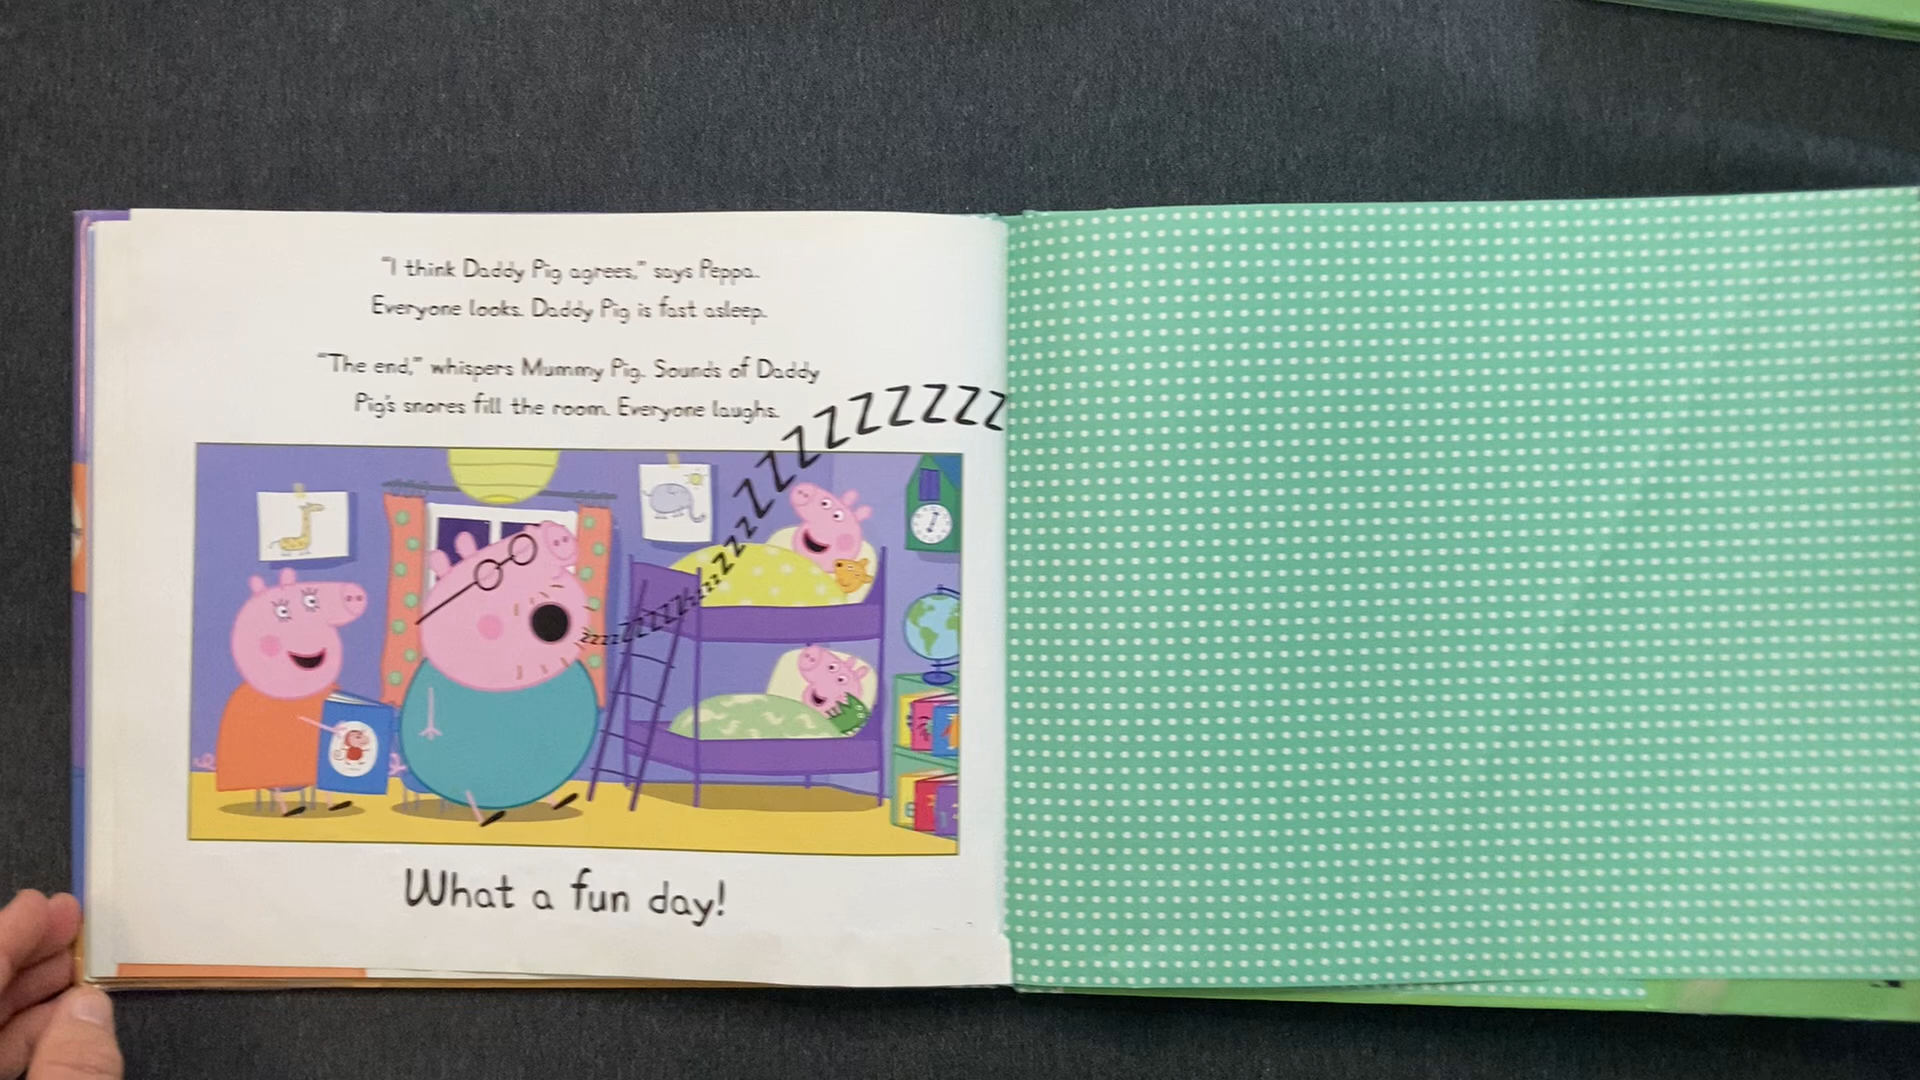 “I think Daddy Pig agrees,” says Peppa.
Everyone looks. Daddy Pig is fast asleep.
“The end,” whispers Mummy Pig. Sounds of Daddy
Pig's snores fill the room. Everyone laughs.
What a fun day!